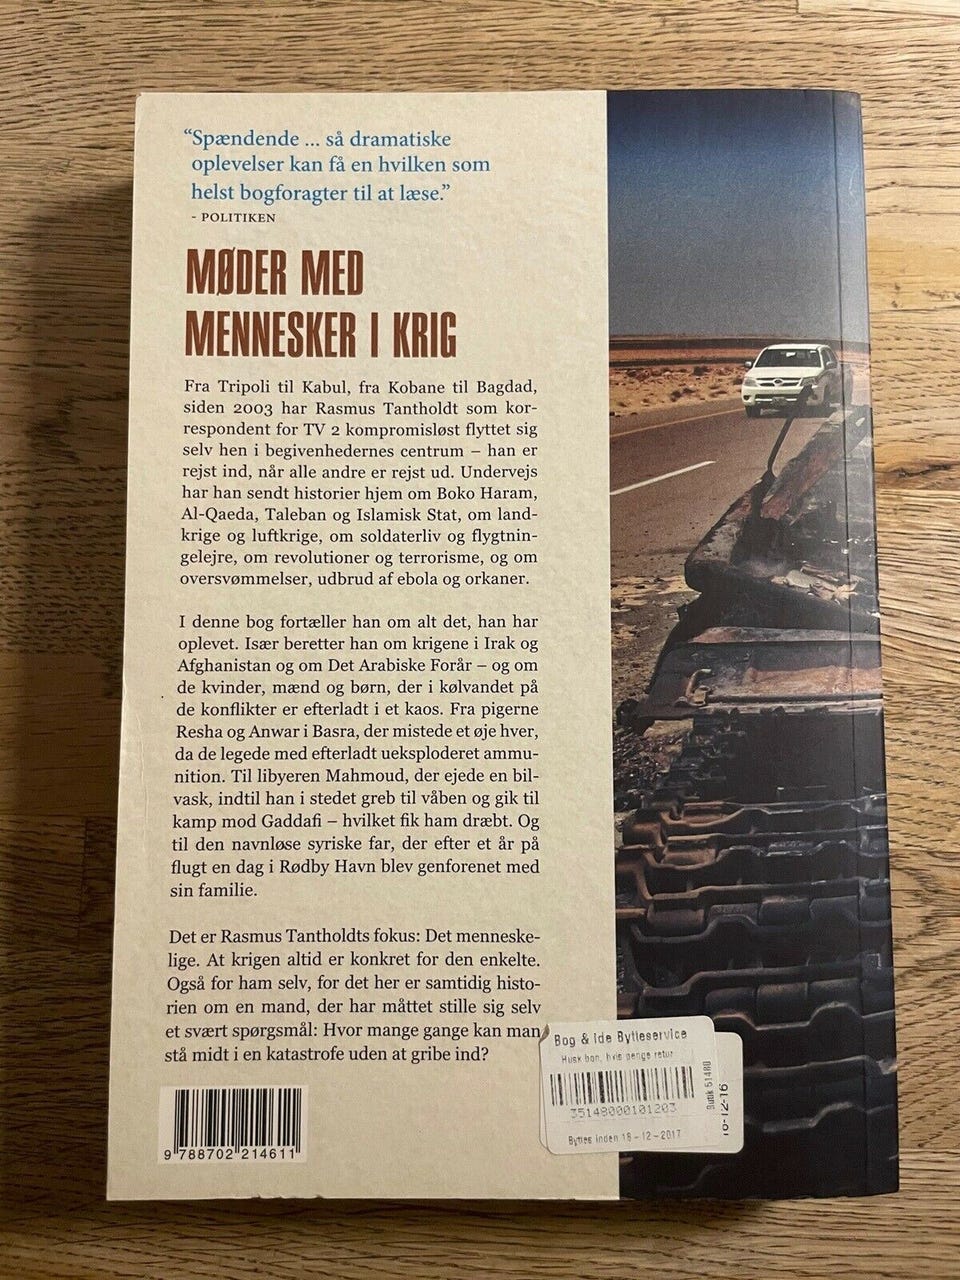 “Spændende ... så dramatiske
oplevelser kan få en hvilken som
helst bogforagter til at læse.”
- POLITIKEN
MØDER MED
MENNESKER I KRIG
Fra Tripoli til Kabul, fra Kobane til Bagdad,
siden 2003 har Rasmus Tantholdt som kor-
respondent for TV 2 kompromisløst flyttet sig
selv hen i begivenhedernes centrum – han er
rejst ind, når alle andre er rejst ud. Undervejs
har han sendt historier hjem om Boko Haram,
Al-Qaeda, Taleban og Islamisk Stat, om land-
krige og luftkrige, om soldaterliv og flygtnin-
gelejre, om revolutioner og terrorisme, og om
oversvømmelser, udbrud af ebola og orkaner.
I denne bog fortæller han om alt det, han har
oplevet. Især beretter han om krigene i Irak og
Afghanistan og om Det Arabiske Forår – og om
de kvinder, mænd og børn, der i kølvandet på
de konflikter er efterladt i et kaos. Fra pigerne
Resha og Anwar i Basra, der mistede et øje hver,
da de legede med efterladt ueksploderet ammu-
nition. Til libyeren Mahmoud, der ejede en bil-
vask, indtil han i stedet greb til våben og gik til
kamp mod Gaddafi – hvilket fik ham dræbt. Og
til den navnløse syriske far, der efter et år på
flugt en dag i Rødby Havn blev genforenet med
sin familie.
Det er Rasmus Tantholdts fokus: Det menneske-
lige. At krigen altid er konkret for den enkelte.
Også for ham selv, for det her er samtidig histo-
rien om en mand, der har måttet stille sig selv
et svært spørgsmål: Hvor mange gange kan man
stå midt i en katastrofe uden at gribe ind?
9 788702 214611
Bog & ide Bytteservice
Husk bon, hvis penge retur
35148000101203
Byttes inden 18-12-2017
Butik 51480
-12-16